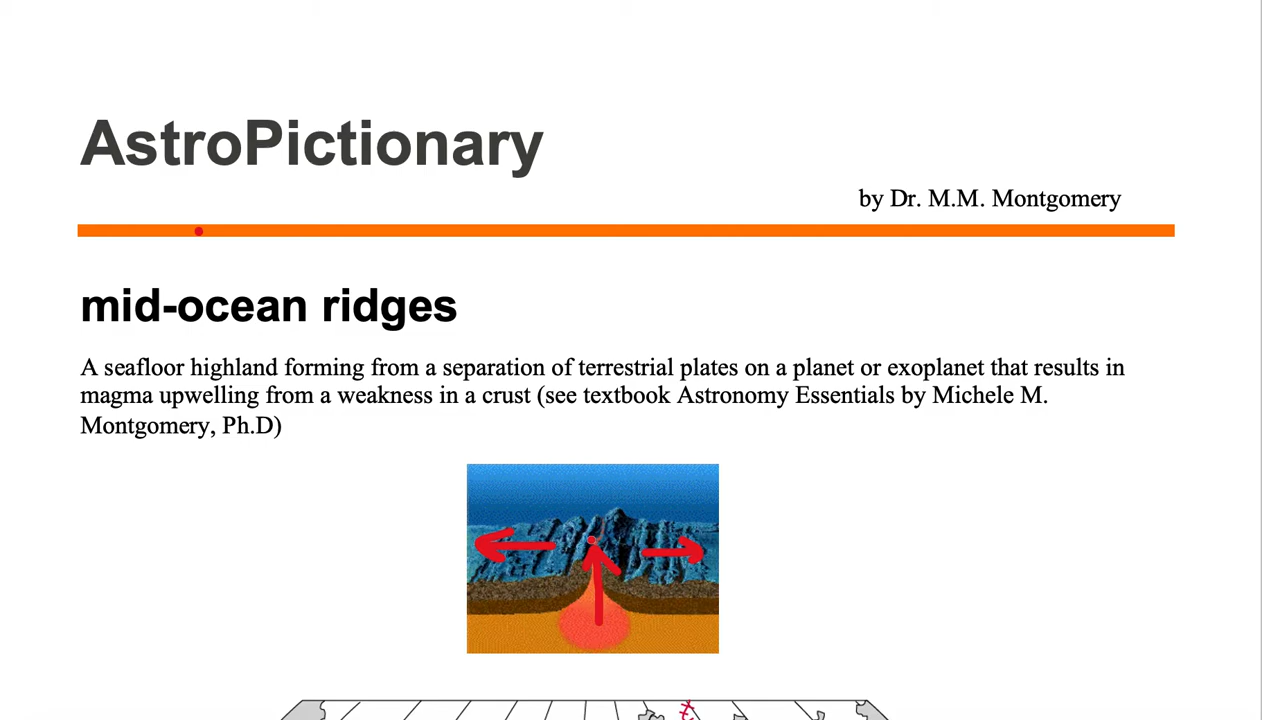 AstroPictionary
by Dr. M.M. Montgomery
mid-ocean ridges
A seafloor highland forming from a separation of terrestrial plates on a planet or exoplanet that results in
magma upwelling from a weakness in a crust (see textbook Astronomy Essentials by Michele M.
Montgomery, Ph.D)